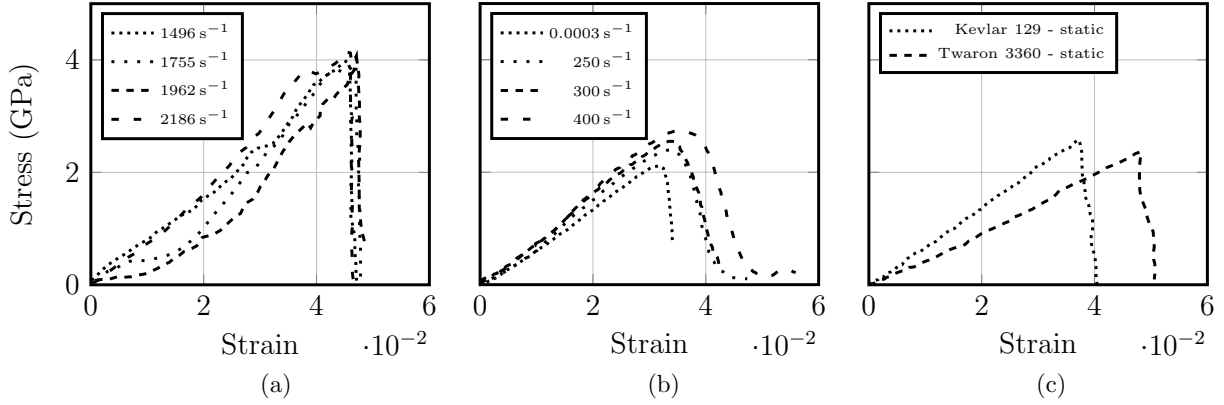 Stress (GPa)
0
2
4
1496 s⁻¹
1755 s⁻¹
1962 s⁻¹
2186 s⁻¹
0 2 4 6
Strain ·10⁻²
(a)
0.0003 s⁻¹
250 s⁻¹
300 s⁻¹
400 s⁻¹
0 2 4 6
Strain ·10⁻²
(b)
Kevlar 129 - static
Twaron 3360 - static
0 2 4 6
Strain ·10⁻²
(c)